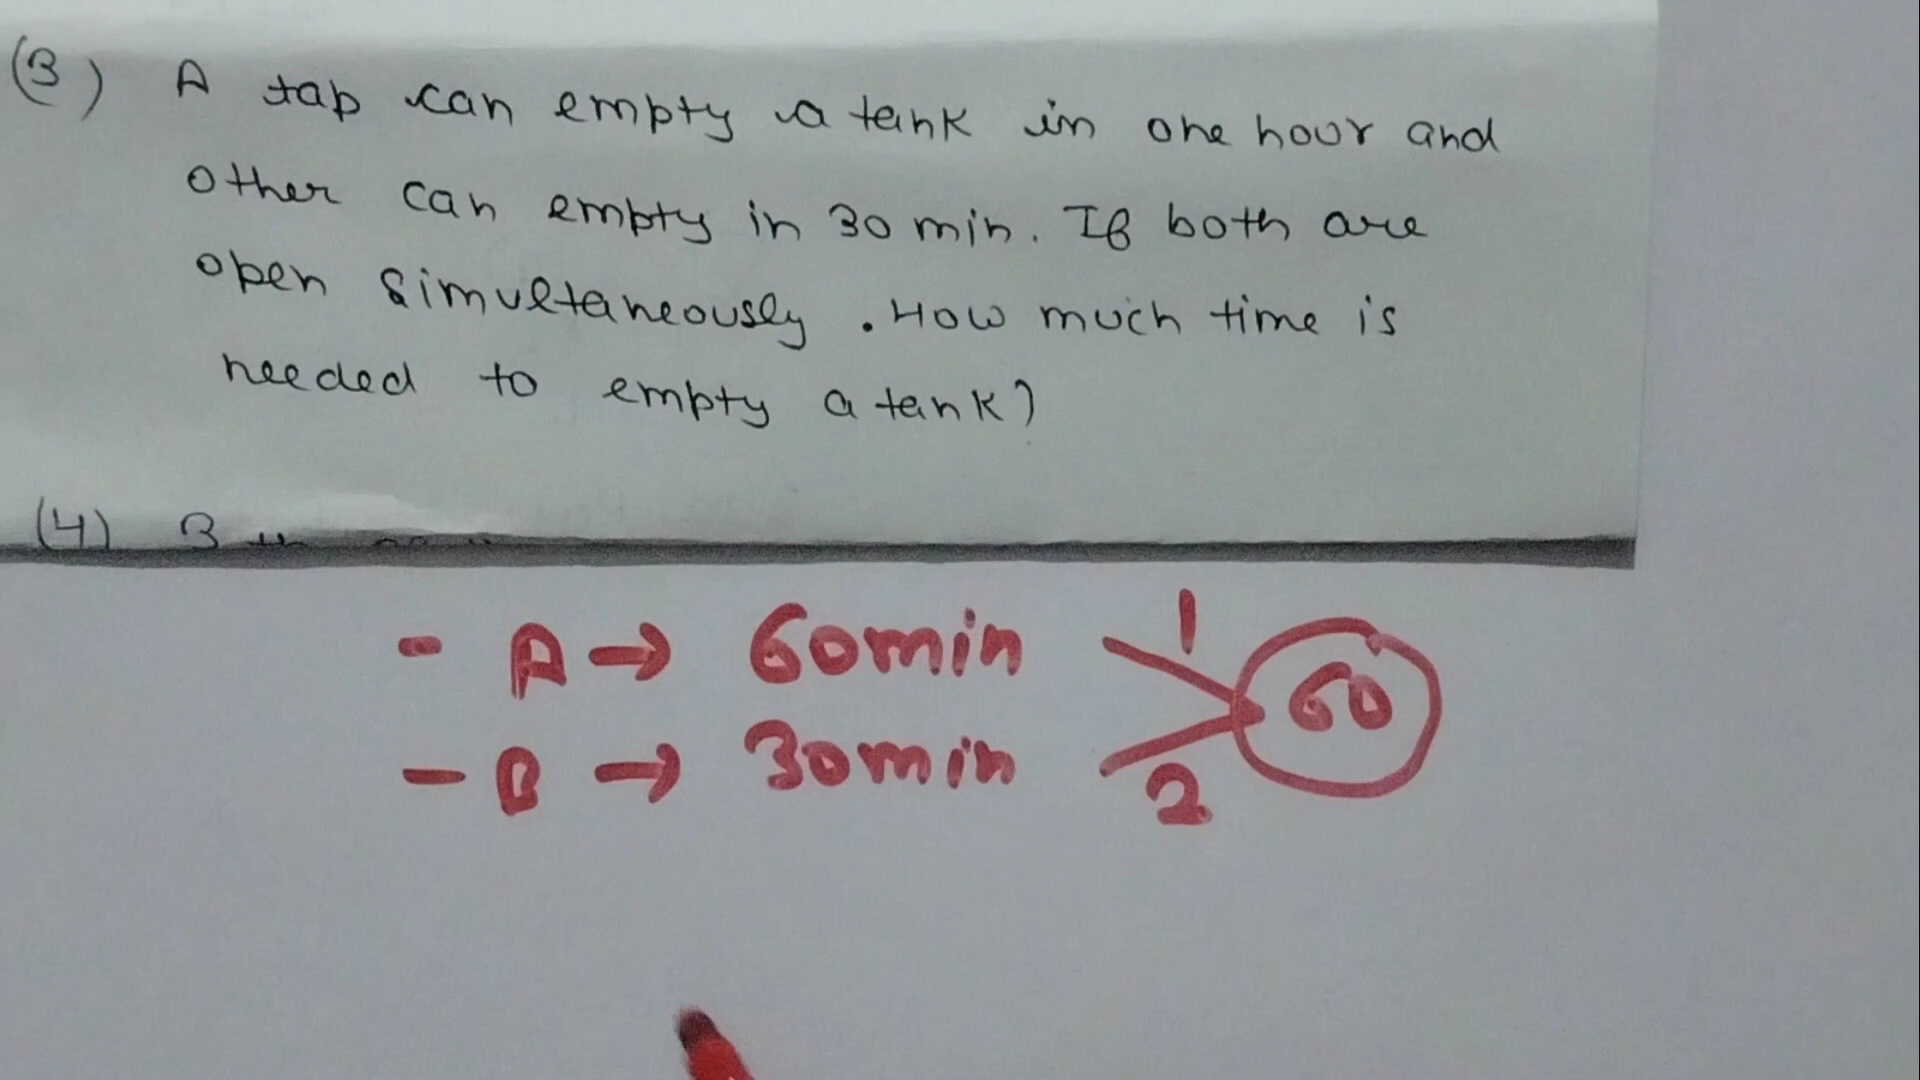 (3) A tap can empty a tank in one hour and
other can empty in 30 min. If both are
open simultaneously. How much time is
needed to empty a tank?
(4)
- A → 60min 1
60
- B → 30min 2